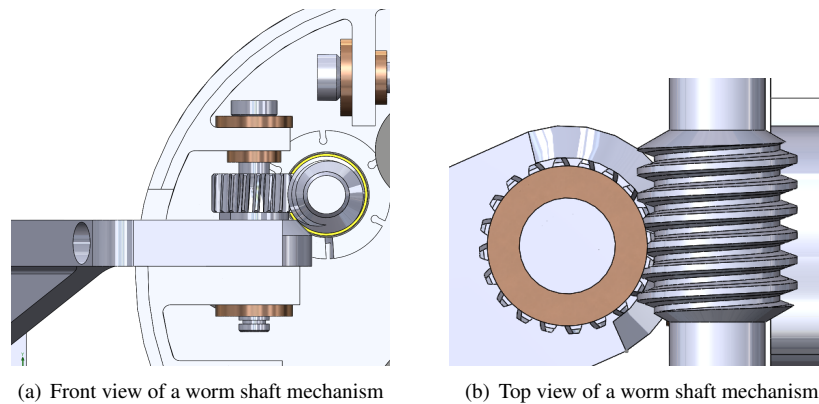 (a) Front view of a worm shaft mechanism
(b) Top view of a worm shaft mechanism